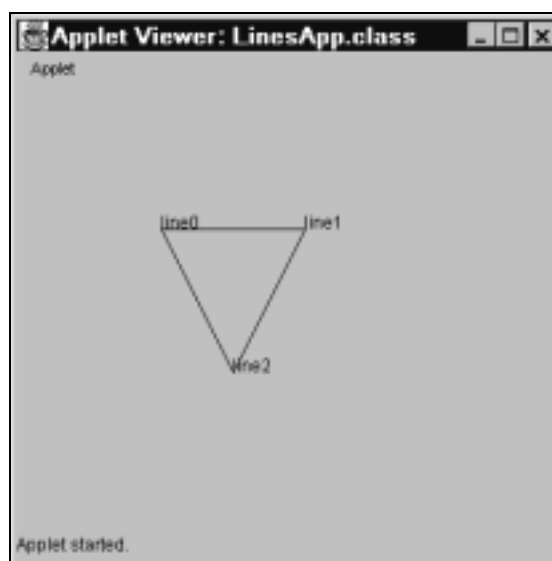 Applet Viewer: LinesApp.class
Applet
line0
line1
line2
Applet started.